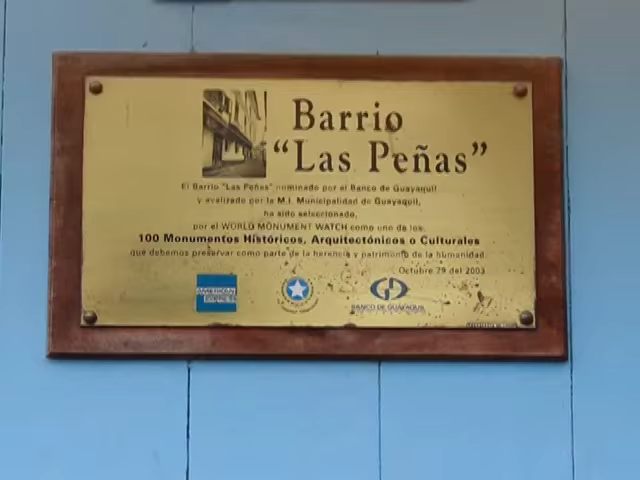 Barrio
“Las Peñas”
El Barrio "Las Peñas" nominado por el Banco de Guayaquil
y avalizado por la M.I. Municipalidad de Guayaquil,
ha sido seleccionado,
por el WORLD MONUMENT WATCH como uno de los:
100 Monumentos Históricos, Arquitectónicos o Culturales
que debemos preservar como parte de la herencia y patrimonio de la humanidad.
Octubre 29 del 2003
AMERICAN
EXPRESS
BANCO DE GUAYAQUIL